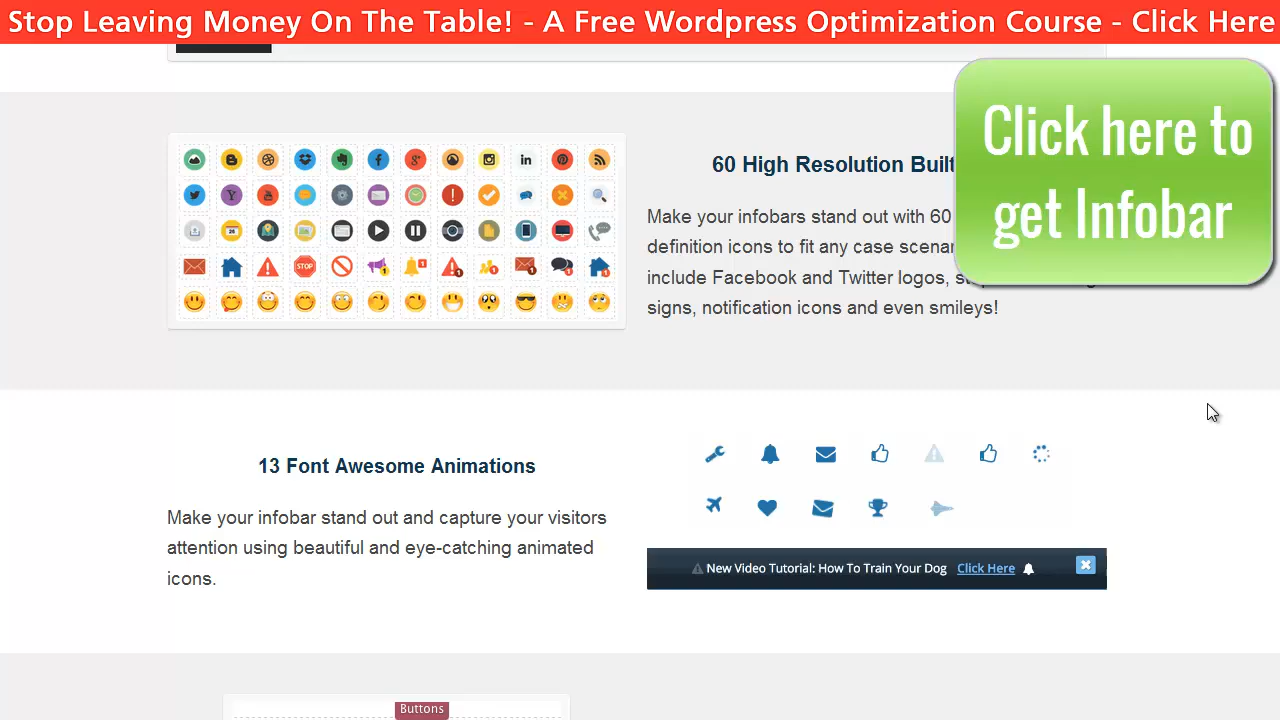 Stop Leaving Money On The Table! - A Free Wordpress Optimization Course - Click Here
Click here to
get Infobar
60 High Resolution Built
Make your infobars stand out with 60
definition icons to fit any case
include Facebook and Twitter logos,
signs, notification icons and even smileys!
STOP
13 Font Awesome Animations
Make your infobar stand out and capture your visitors
attention using beautiful and eye-catching animated
icons.
New Video Tutorial: How To Train Your Dog Click Here
Buttons